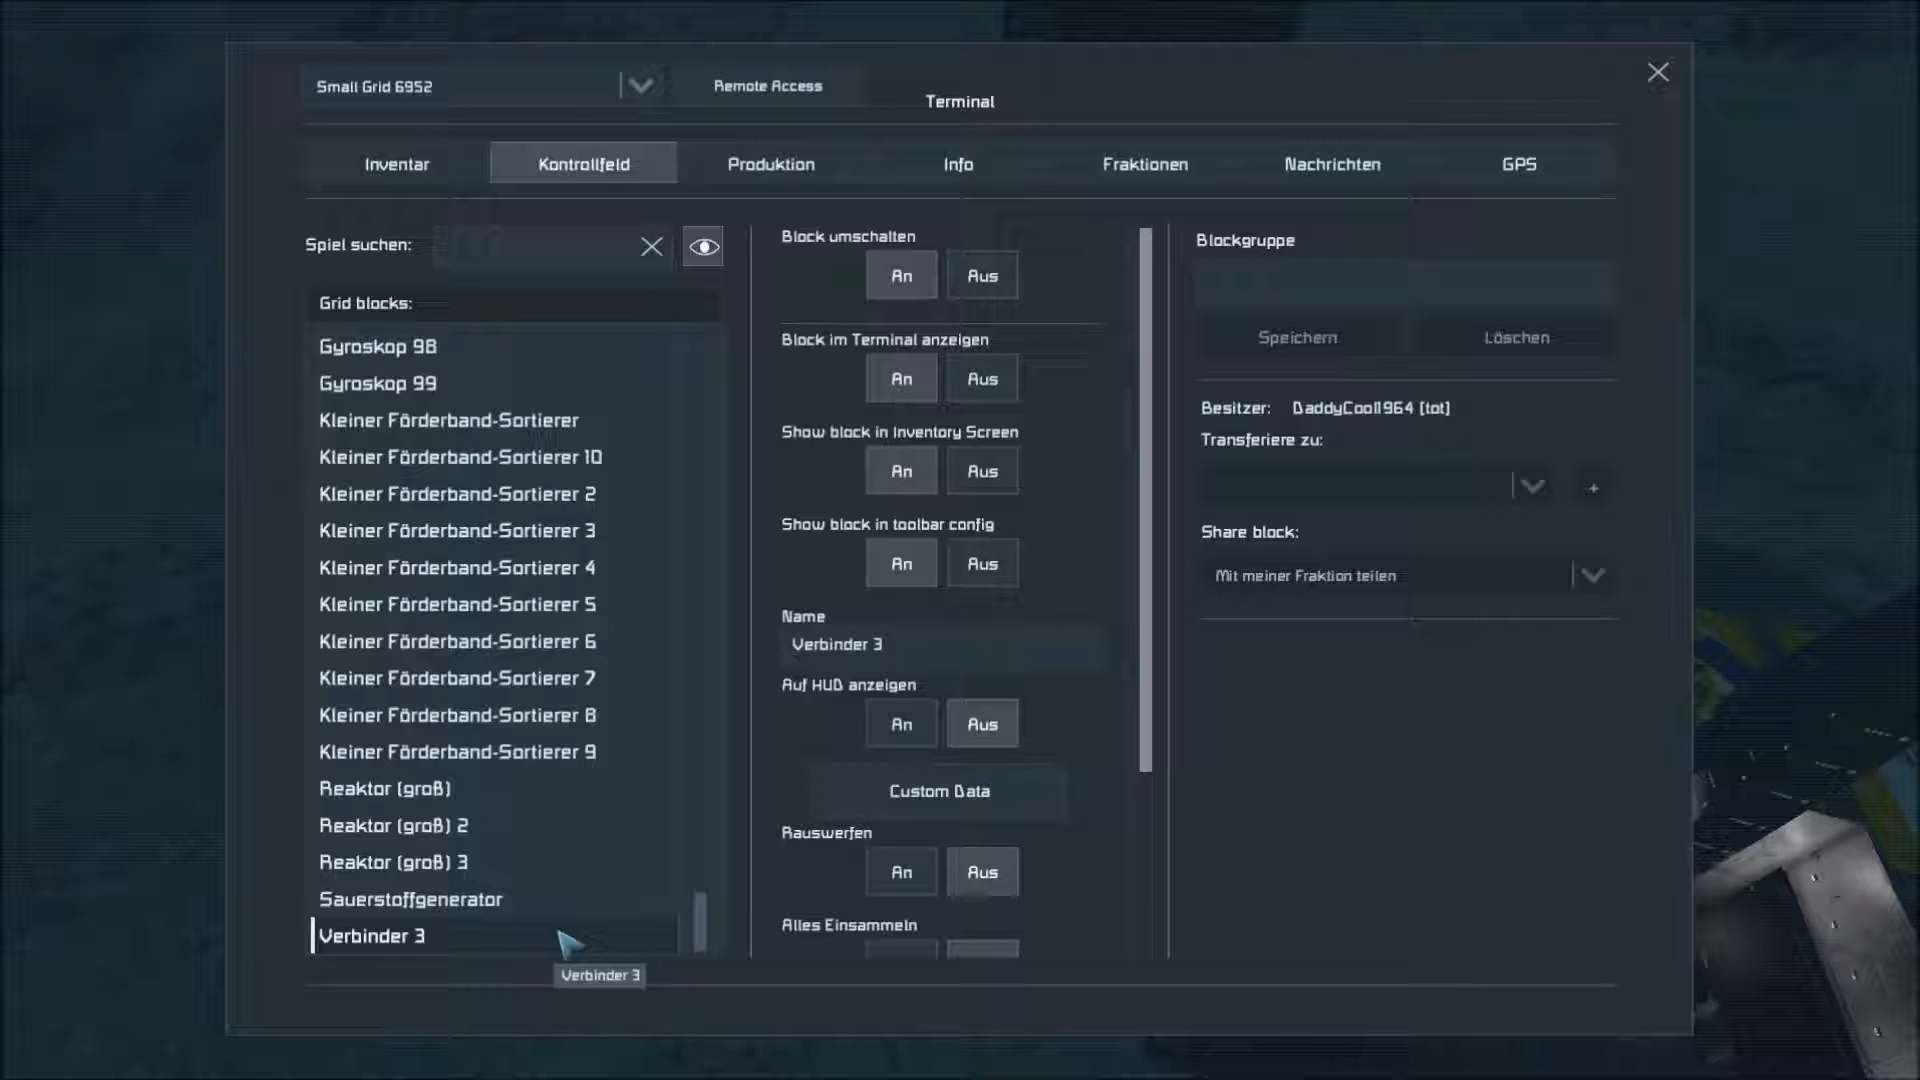 Small Grid 6952
Remote Access
Terminal
Inventar
Kontrollfeld
Produktion
Info
Fraktionen
Nachrichten
GPS
Spiel suchen:
Grid blocks:
Gyroskop 98
Gyroskop 99
Kleiner Förderband-Sortierer
Kleiner Förderband-Sortierer 10
Kleiner Förderband-Sortierer 2
Kleiner Förderband-Sortierer 3
Kleiner Förderband-Sortierer 4
Kleiner Förderband-Sortierer 5
Kleiner Förderband-Sortierer 6
Kleiner Förderband-Sortierer 7
Kleiner Förderband-Sortierer 8
Kleiner Förderband-Sortierer 9
Reaktor (groß)
Reaktor (groß) 2
Reaktor (groß) 3
Sauerstoffgenerator
Verbinder 3
Verbinder 3
Block umschalten
An
Aus
Block im Terminal anzeigen
An
Aus
Show block in Inventory Screen
An
Aus
Show block in toolbar config
An
Aus
Name
Verbinder 3
Auf HUD anzeigen
An
Aus
Custom Data
Rauswerfen
An
Aus
Alles Einsammeln
Blockgruppe
Speichern
Löschen
Besitzer: DaddyCool1964 [tot]
Transferiere zu:
+
Share block:
Mit meiner Fraktion teilen